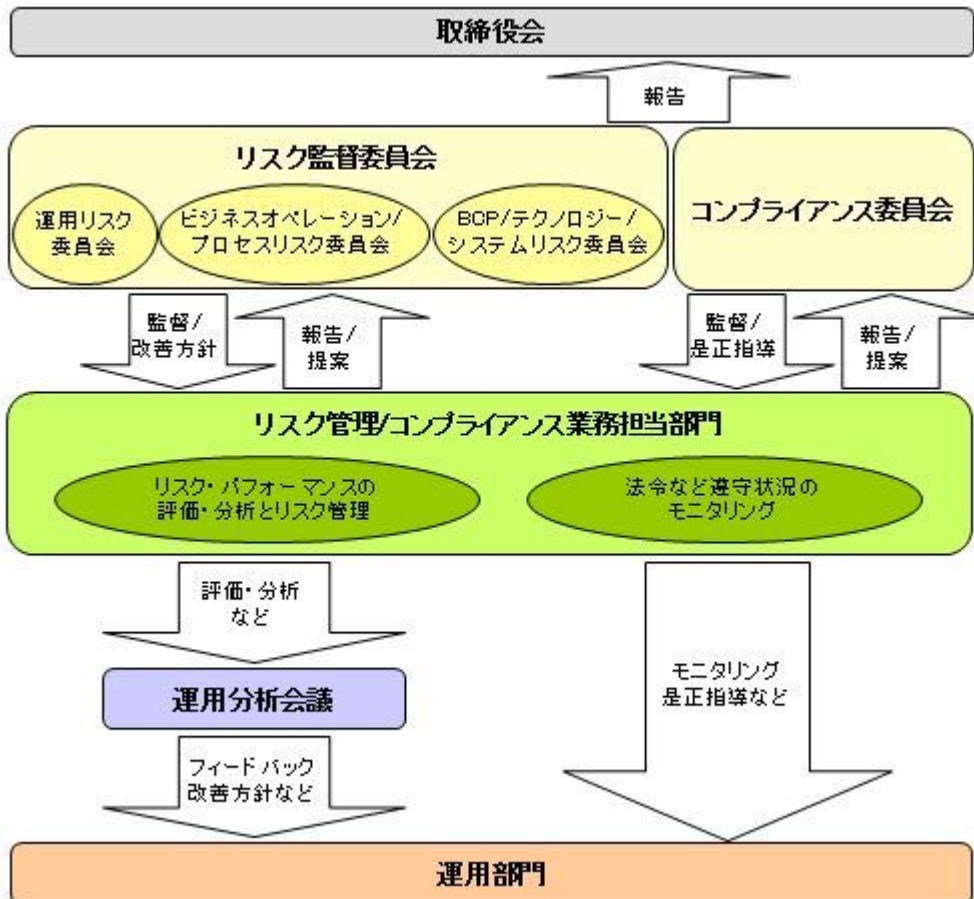 取締役会
報告
リスク監督委員会
運用リスク
委員会
ビジネスオペレーション/
プロセスリスク委員会
BCP/テクノロジー/
システムリスク委員会
コンプライアンス委員会
監督/
改善方針
報告/
提案
監督/
是正指導
報告/
提案
リスク管理/コンプライアンス業務担当部門
リスク・パフォーマンスの
評価・分析とリスク管理
法令など遵守状況の
モニタリング
評価・分析
など
運用分析会議
モニタリング
是正指導など
フィードバック
改善方針など
運用部門